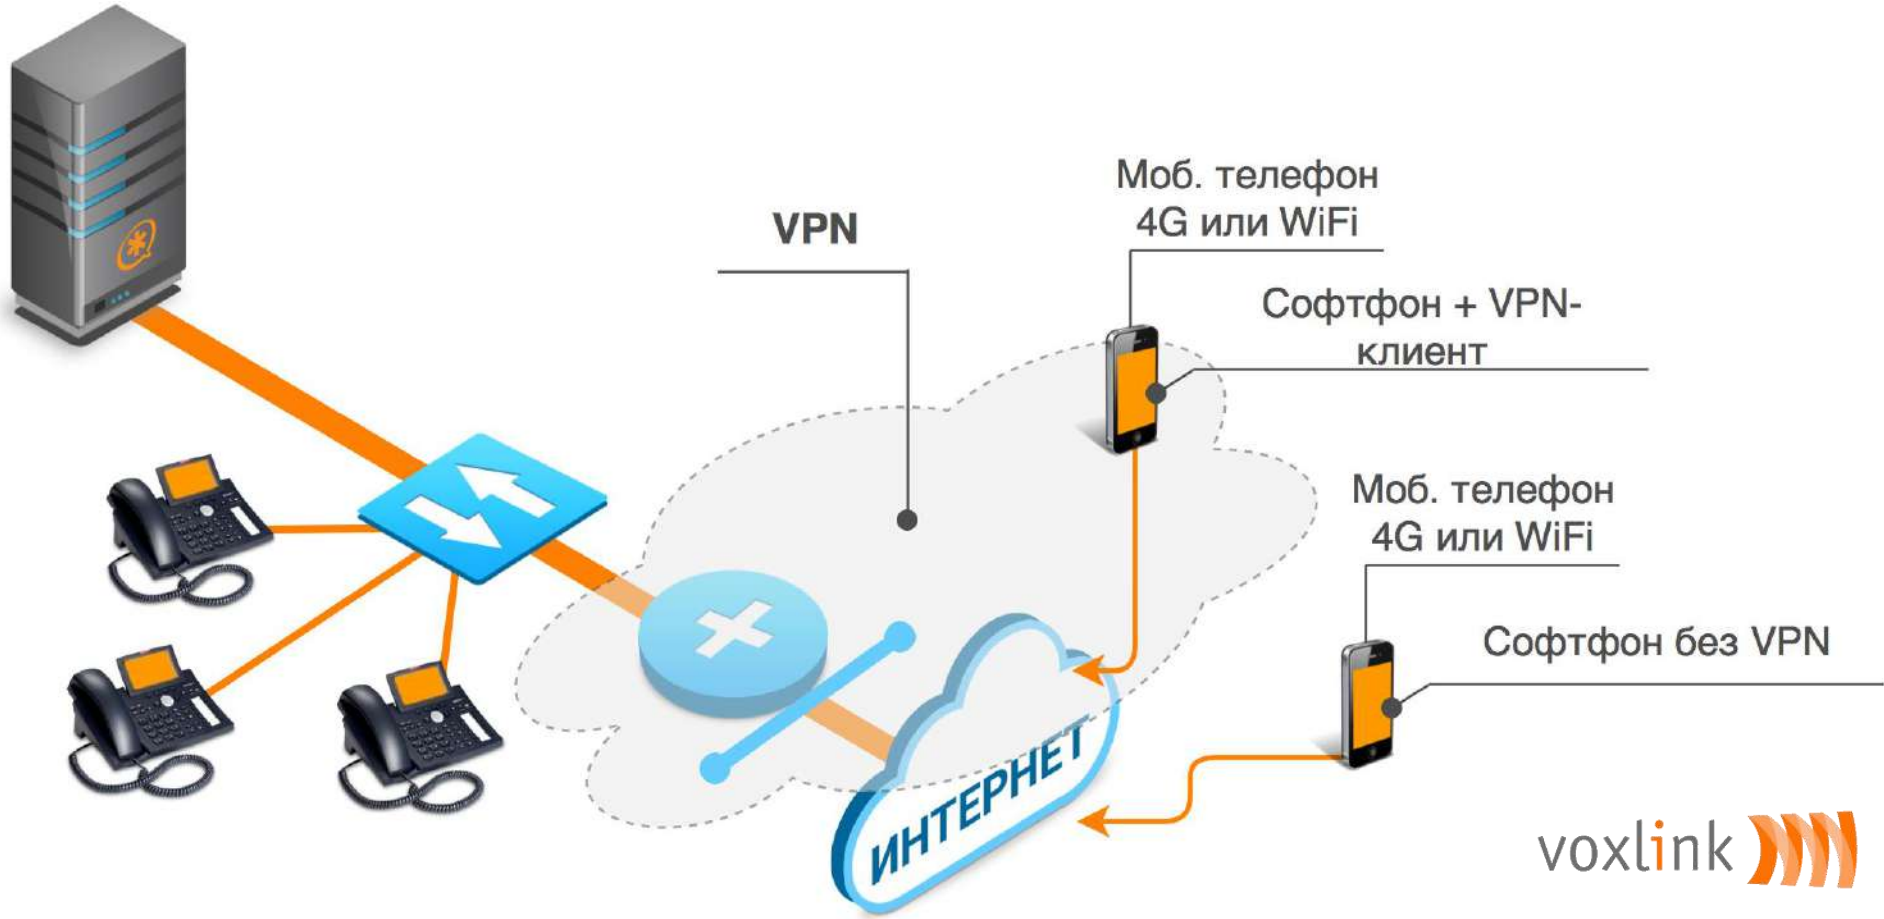 VPN
Моб. телефон
4G или WiFi
Софтфон + VPN-
клиент
Моб. телефон
4G или WiFi
Софтфон без VPN
ИНТЕРНЕТ
voxlink